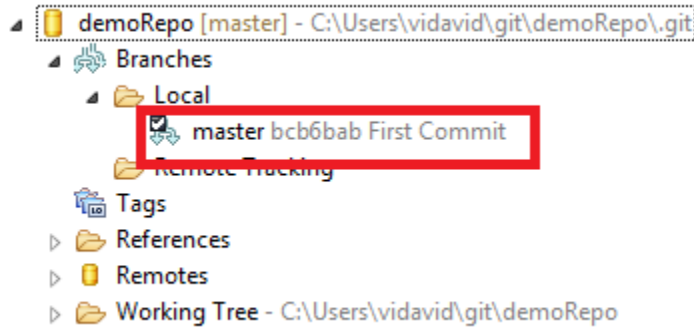 demoRepo [master] - C:\Users\vidavid\git\demoRepo\.git
Branches
Local
master bcb6bab First Commit
Remote Tracking
Tags
References
Remotes
Working Tree - C:\Users\vidavid\git\demoRepo